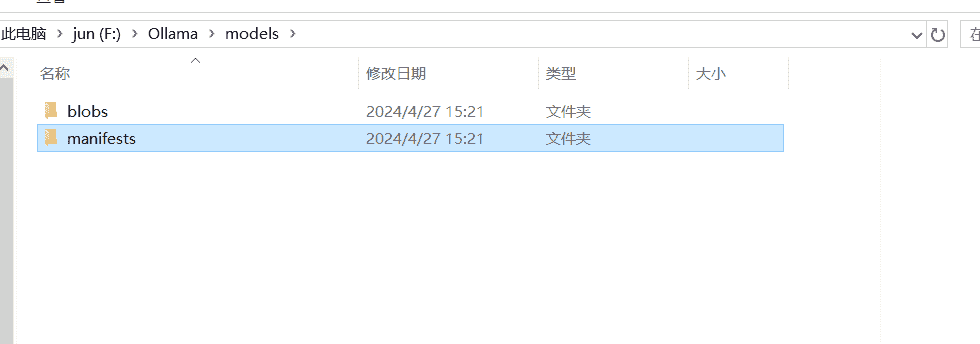 此电脑 › jun (F:) › Ollama › models ›
名称 修改日期 类型 大小
blobs 2024/4/27 15:21 文件夹
manifests 2024/4/27 15:21 文件夹